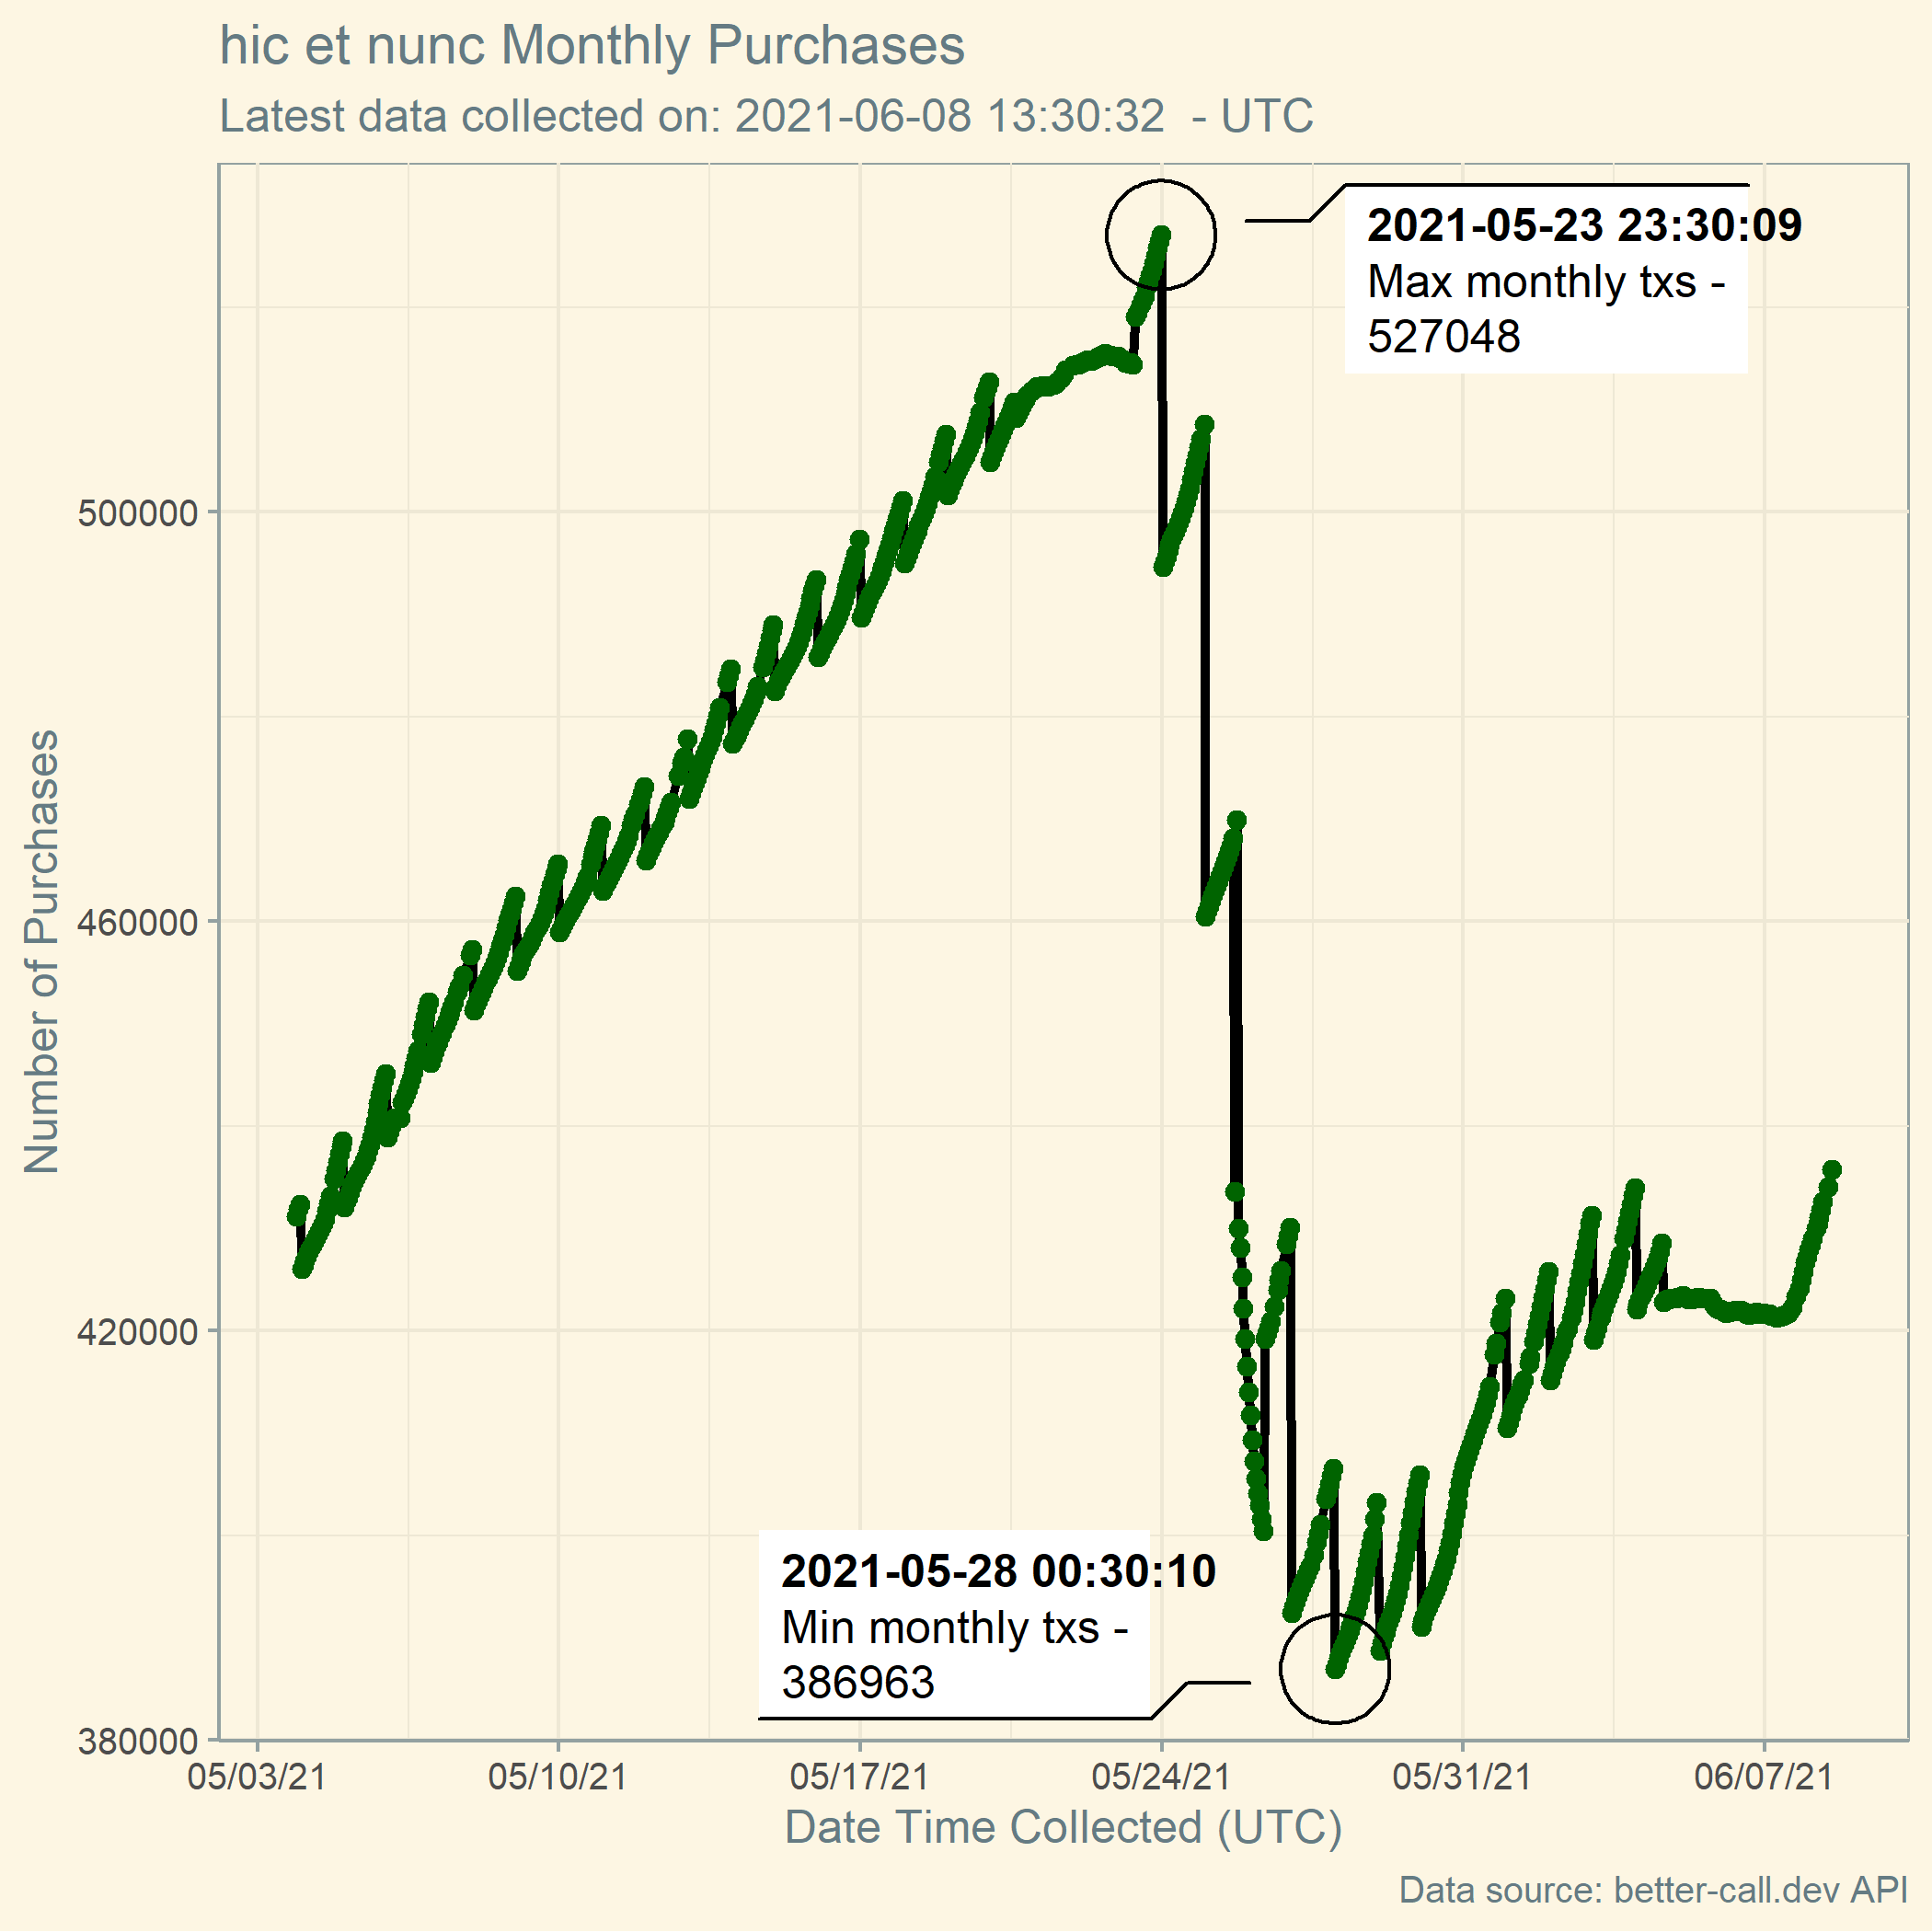 hic et nunc Monthly Purchases
Latest data collected on: 2021-06-08 13:30:32  - UTC
2021-05-23 23:30:09
Max monthly txs -
527048
500000
460000
420000
380000
Number of Purchases
2021-05-28 00:30:10
Min monthly txs -
386963
05/03/21
05/10/21
05/17/21
05/24/21
05/31/21
06/07/21
Date Time Collected (UTC)
Data source: better-call.dev API